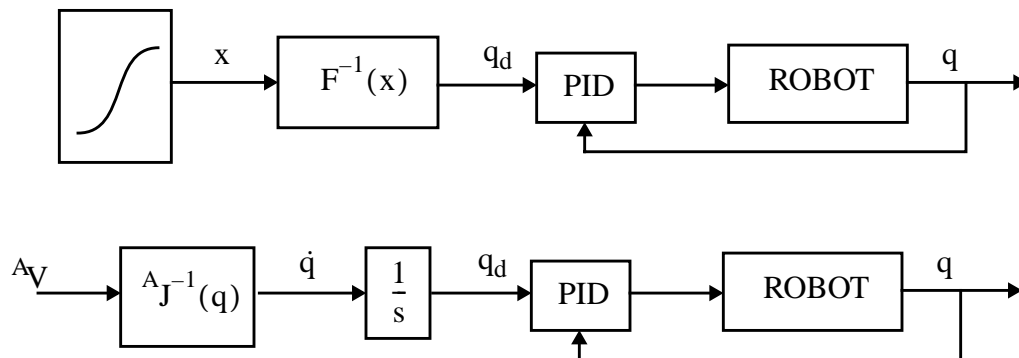 x
F⁻¹(x)
q_d
PID
ROBOT
q
ᴬV
ᴬJ⁻¹(q)
q̇
1
s
q_d
PID
ROBOT
q